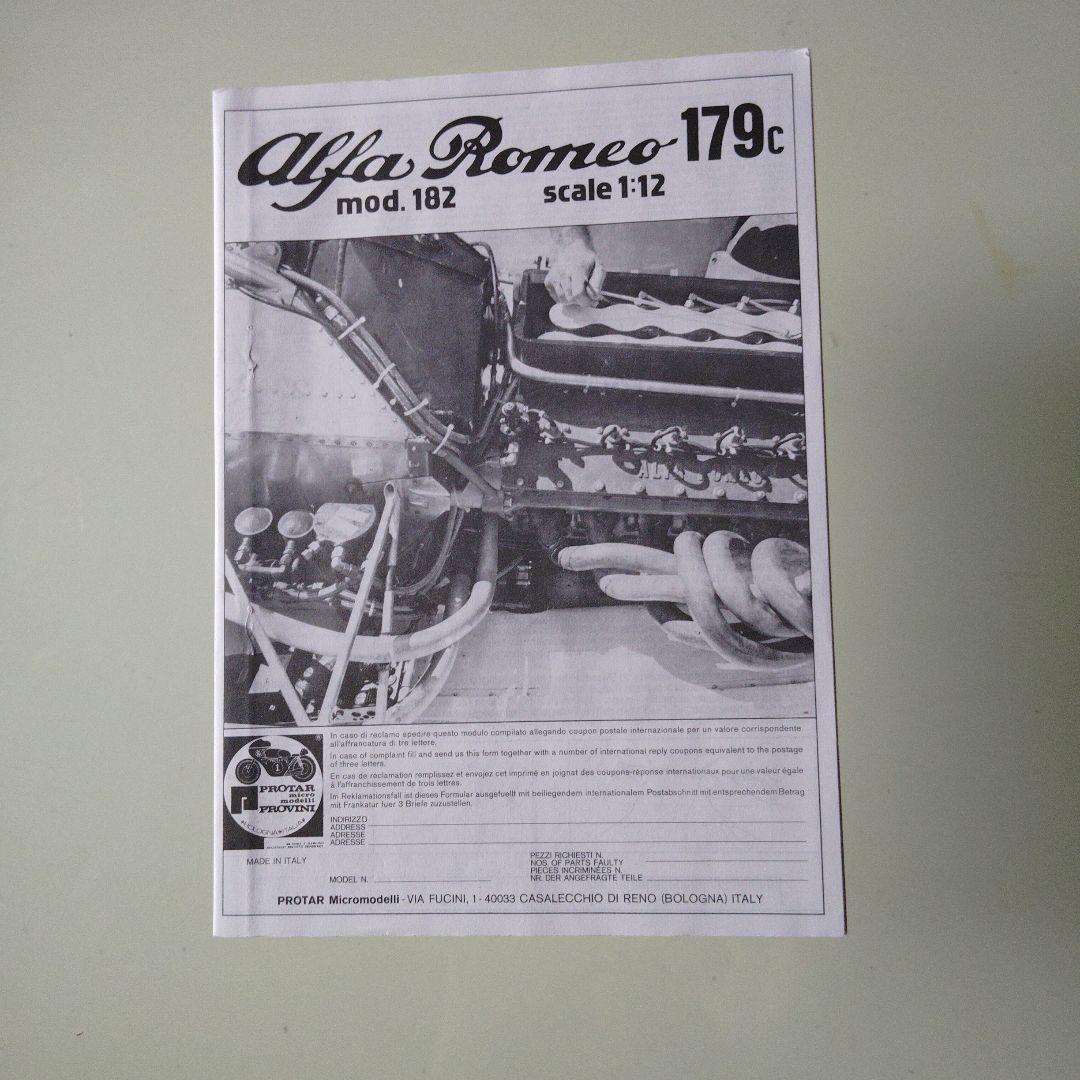 Alfa Romeo 179c
mod. 182 scale 1:12
In caso di reclamo spedire questo modulo compilato allegando coupon postale internazionale per un valore corrispondente
all'affrancatura di tre lettere.
In case of complaint fill and send us this form together with a number of international reply coupons equivalent to the postage
of three letters.
En cas de réclamation remplissez et envojez cet imprimé en joignat des coupons-réponse internationaux pour une valeur égale
à l'affranchissement de trois lettres.
Im Reklamationsfall ist dieses Formular ausgefuellt mit beiliegendem internationalem Postabschnitt mit entsprechendem Betrag
mit Frankatur fuer 3 Briefe zuzustellen.
PROTAR
micro
modelli
PROVINI
BOLOGNA ITALIA
INDIRIZZO
ADDRESS
ADRESSE
ADRESSE
MADE IN ITALY
MODEL N.
PEZZI RICHIESTI N.
NOS. OF PARTS FAULTY
PIECES INCRIMINÉES N.
NR. DER ANGEFRAGTE TEILE
PROTAR Micromodelli - VIA FUCINI, 1 - 40033 CASALECCHIO DI RENO (BOLOGNA) ITALY